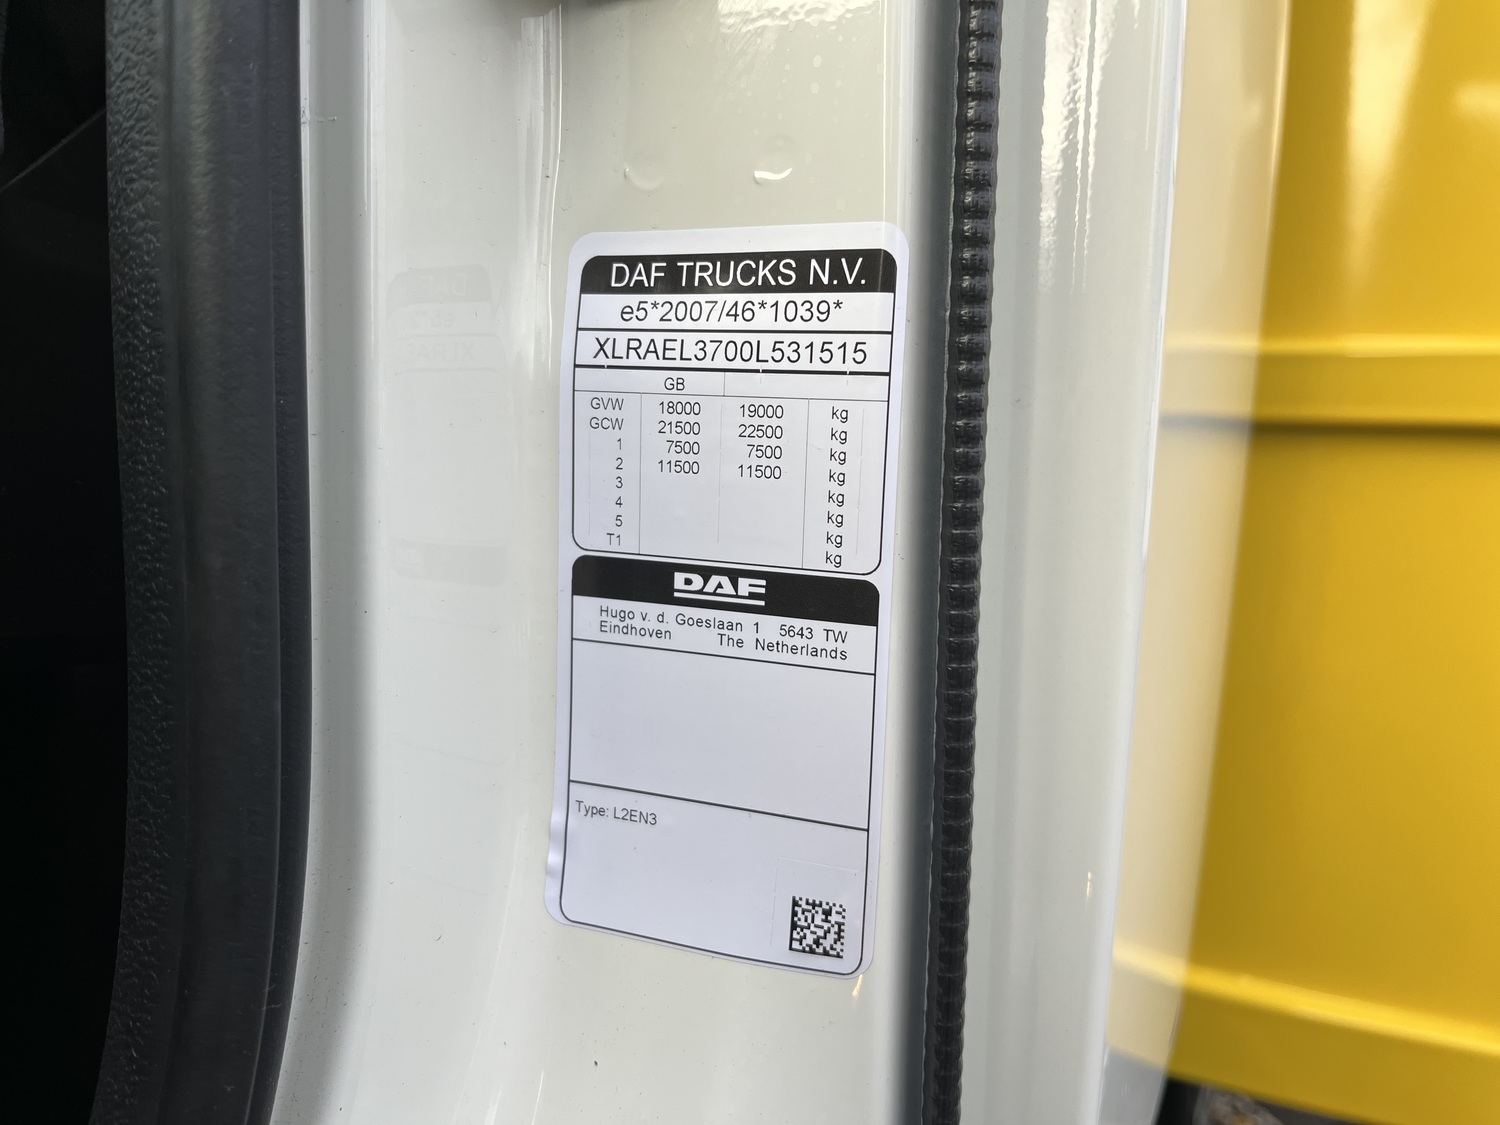 DAF TRUCKS N.V.
e5*2007/46*1039*
XLRAEL3700L531515
GB
GVW 18000 19000 kg
GCW 21500 22500 kg
1 7500 7500 kg
2 11500 11500 kg
3 kg
4 kg
5 kg
T1 kg
DAF
Hugo v. d. Goeslaan 1 5643 TW
Eindhoven The Netherlands
Type: L2EN3